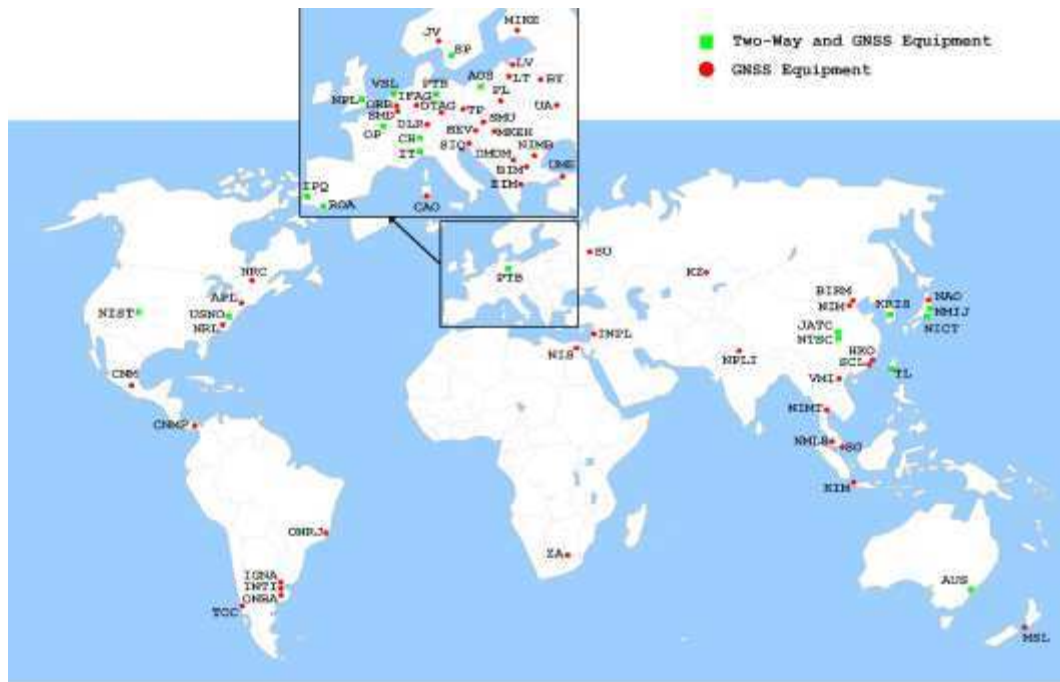 Two-Way and GNSS Equipment
GNSS Equipment
MIKE
JV
SP
LV
LT
BY
VSL
PTB
AOS
PL
NPL
ORB
IFAG
DTAG
TP
UA
SMD
SMU
OP
DLR
BEV
MKEH
CH
SIQ
NIMB
IT
DMDM
BIM
UME
EIM
IPQ
ROA
CAO
SU
PTB
KZ
NRC
APL
NIST
USNO
NRL
BIRM
NIM
KRIS
NAO
NMIJ
NICT
INPL
NIS
JATC
NTSC
NPLI
HKO
SCL
TL
CNM
VMI
CNMP
NIMT
NMLS
SG
KIM
ONRJ
ZA
IGNA
INTI
ONBA
AUS
TCC
MSL